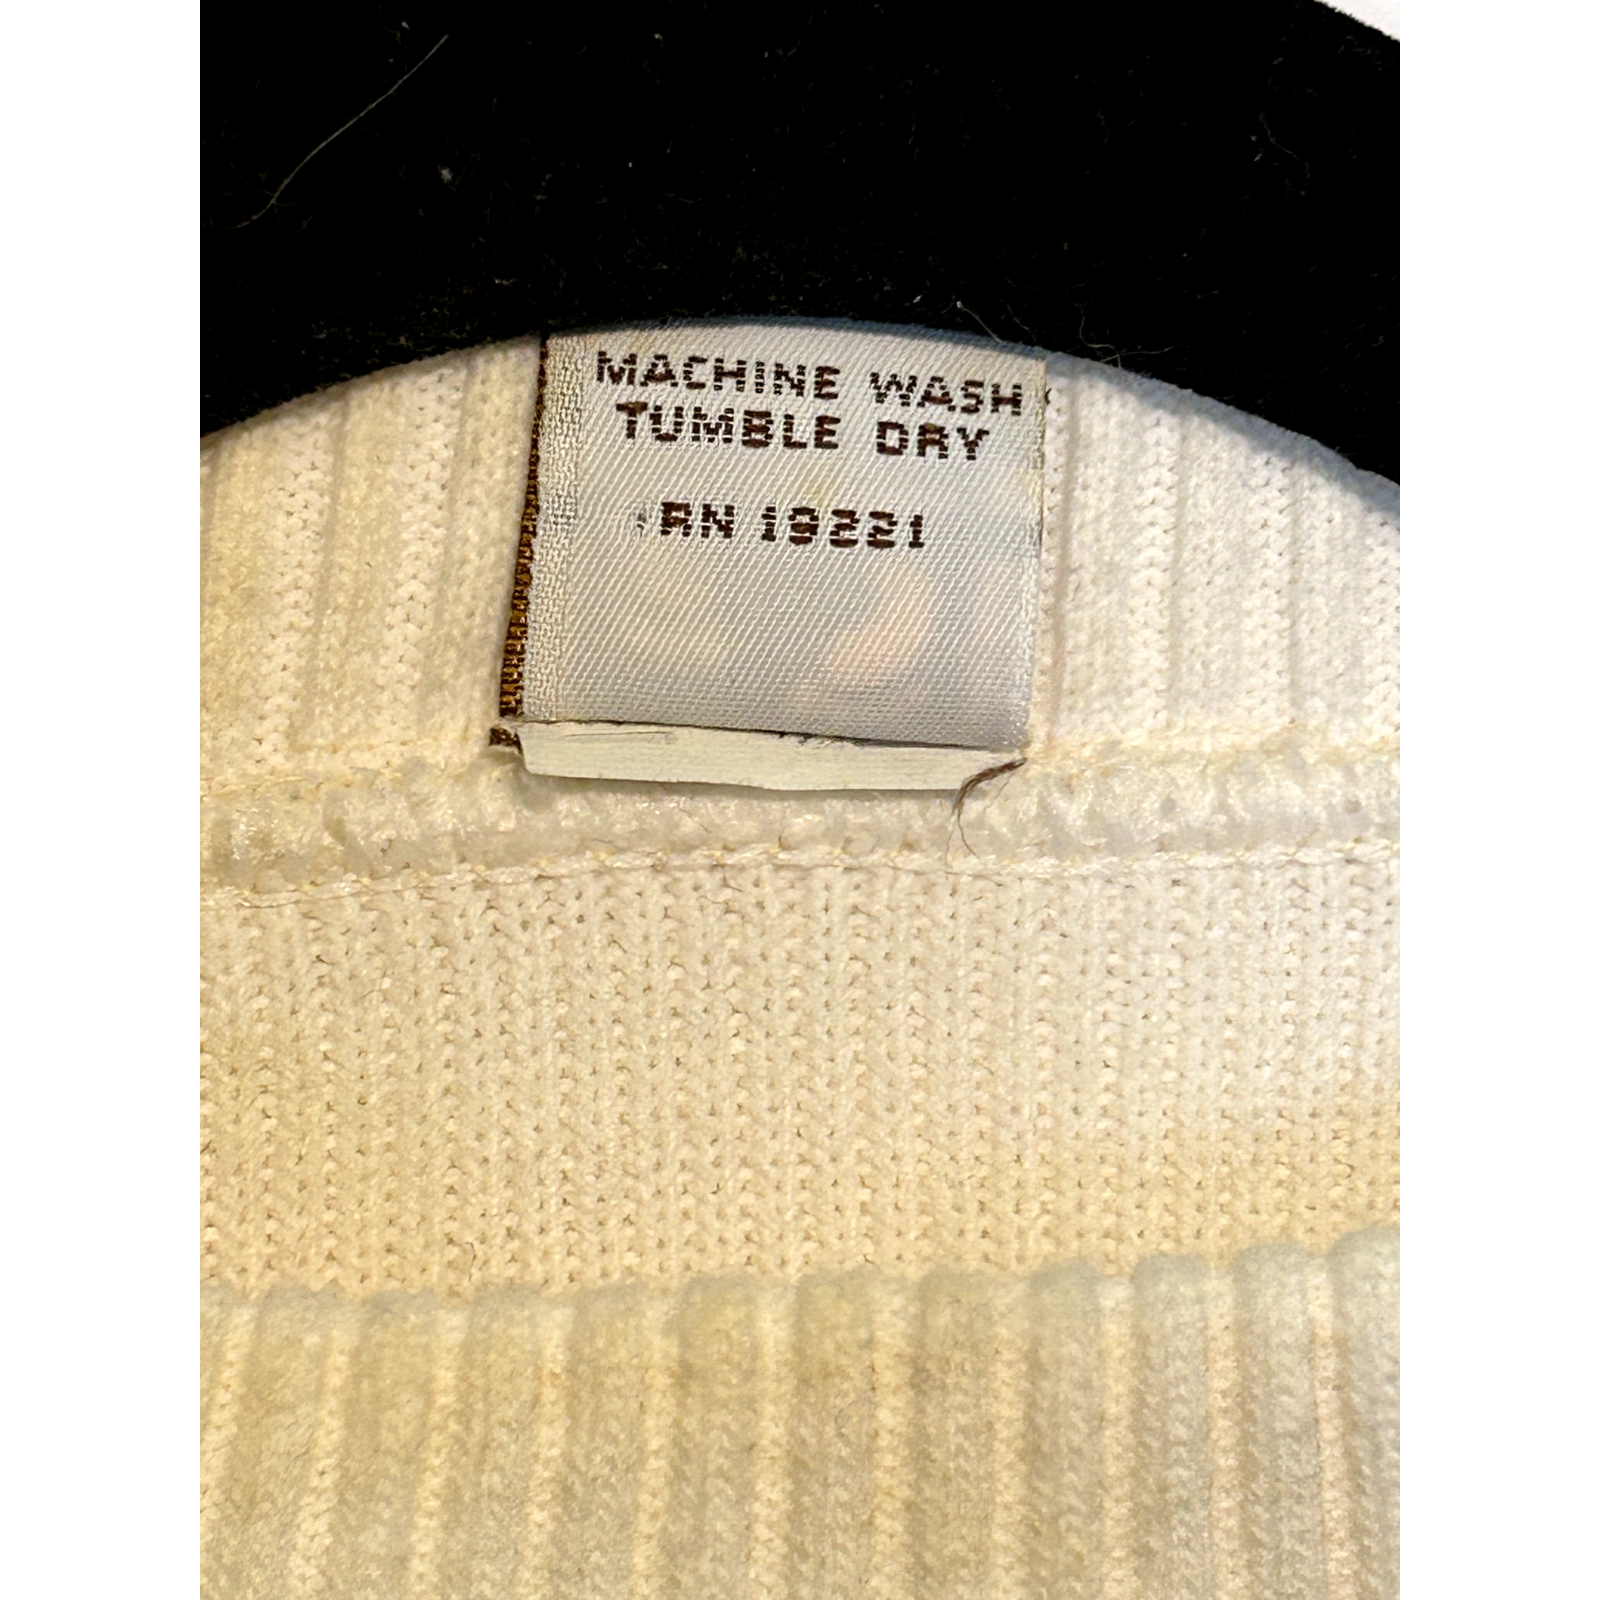 MACHINE WASH
TUMBLE DRY
RN 19221